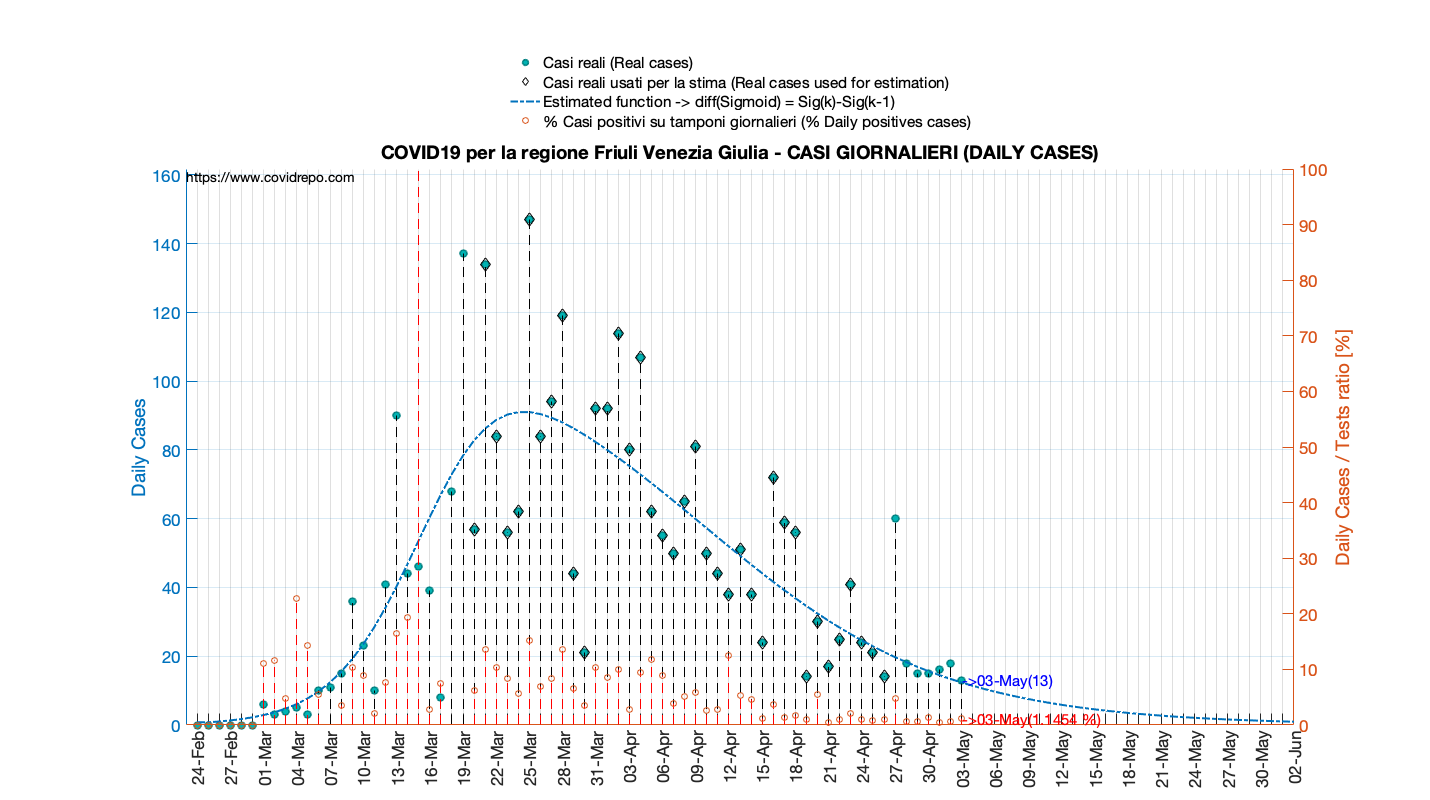 Casi reali (Real cases)
Casi reali usati per la stima (Real cases used for estimation)
Estimated function -> diff(Sigmoid) = Sig(k)-Sig(k-1)
% Casi positivi su tamponi giornalieri (% Daily positives cases)
COVID19 per la regione Friuli Venezia Giulia - CASI GIORNALIERI (DAILY CASES)
https://www.covidrepo.com
160
140
120
100
80
60
40
20
0
Daily Cases
100
90
80
70
60
50
40
30
20
10
0
Daily Cases / Tests ratio [%]
->03-May(13)
->03-May(1.1454 %)
24-Feb
27-Feb
01-Mar
04-Mar
07-Mar
10-Mar
13-Mar
16-Mar
19-Mar
22-Mar
25-Mar
28-Mar
31-Mar
03-Apr
06-Apr
09-Apr
12-Apr
15-Apr
18-Apr
21-Apr
24-Apr
27-Apr
30-Apr
03-May
06-May
09-May
12-May
15-May
18-May
21-May
24-May
27-May
30-May
02-Jun